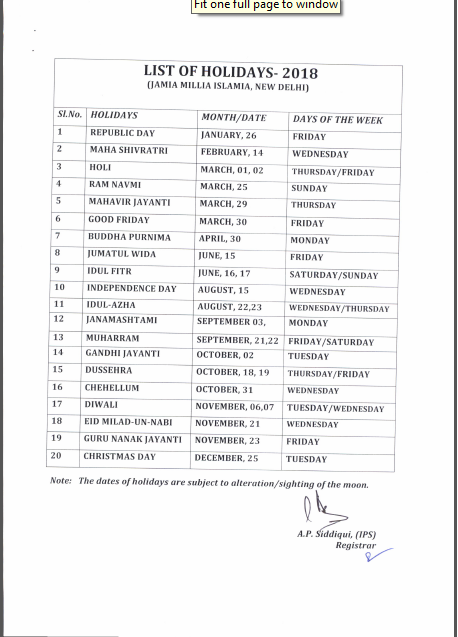 Fit one full page to window
LIST OF HOLIDAYS- 2018
(JAMIA MILLIA ISLAMIA, NEW DELHI)
Sl.No. HOLIDAYS MONTH/DATE DAYS OF THE WEEK
1 REPUBLIC DAY JANUARY, 26 FRIDAY
2 MAHA SHIVRATRI FEBRUARY, 14 WEDNESDAY
3 HOLI MARCH, 01, 02 THURSDAY/FRIDAY
4 RAM NAVMI MARCH, 25 SUNDAY
5 MAHAVIR JAYANTI MARCH, 29 THURSDAY
6 GOOD FRIDAY MARCH, 30 FRIDAY
7 BUDDHA PURNIMA APRIL, 30 MONDAY
8 JUMATUL WIDA JUNE, 15 FRIDAY
9 IDUL FITR JUNE, 16, 17 SATURDAY/SUNDAY
10 INDEPENDENCE DAY AUGUST, 15 WEDNESDAY
11 IDUL-AZHA AUGUST, 22,23 WEDNESDAY/THURSDAY
12 JANAMASHTAMI SEPTEMBER 03, MONDAY
13 MUHARRAM SEPTEMBER, 21,22 FRIDAY/SATURDAY
14 GANDHI JAYANTI OCTOBER, 02 TUESDAY
15 DUSSEHRA OCTOBER, 18, 19 THURSDAY/FRIDAY
16 CHEHELLUM OCTOBER, 31 WEDNESDAY
17 DIWALI NOVEMBER, 06,07 TUESDAY/WEDNESDAY
18 EID MILAD-UN-NABI NOVEMBER, 21 WEDNESDAY
19 GURU NANAK JAYANTI NOVEMBER, 23 FRIDAY
20 CHRISTMAS DAY DECEMBER, 25 TUESDAY
Note: The dates of holidays are subject to alteration/sighting of the moon.
A.P. Siddiqui, (IPS)
Registrar